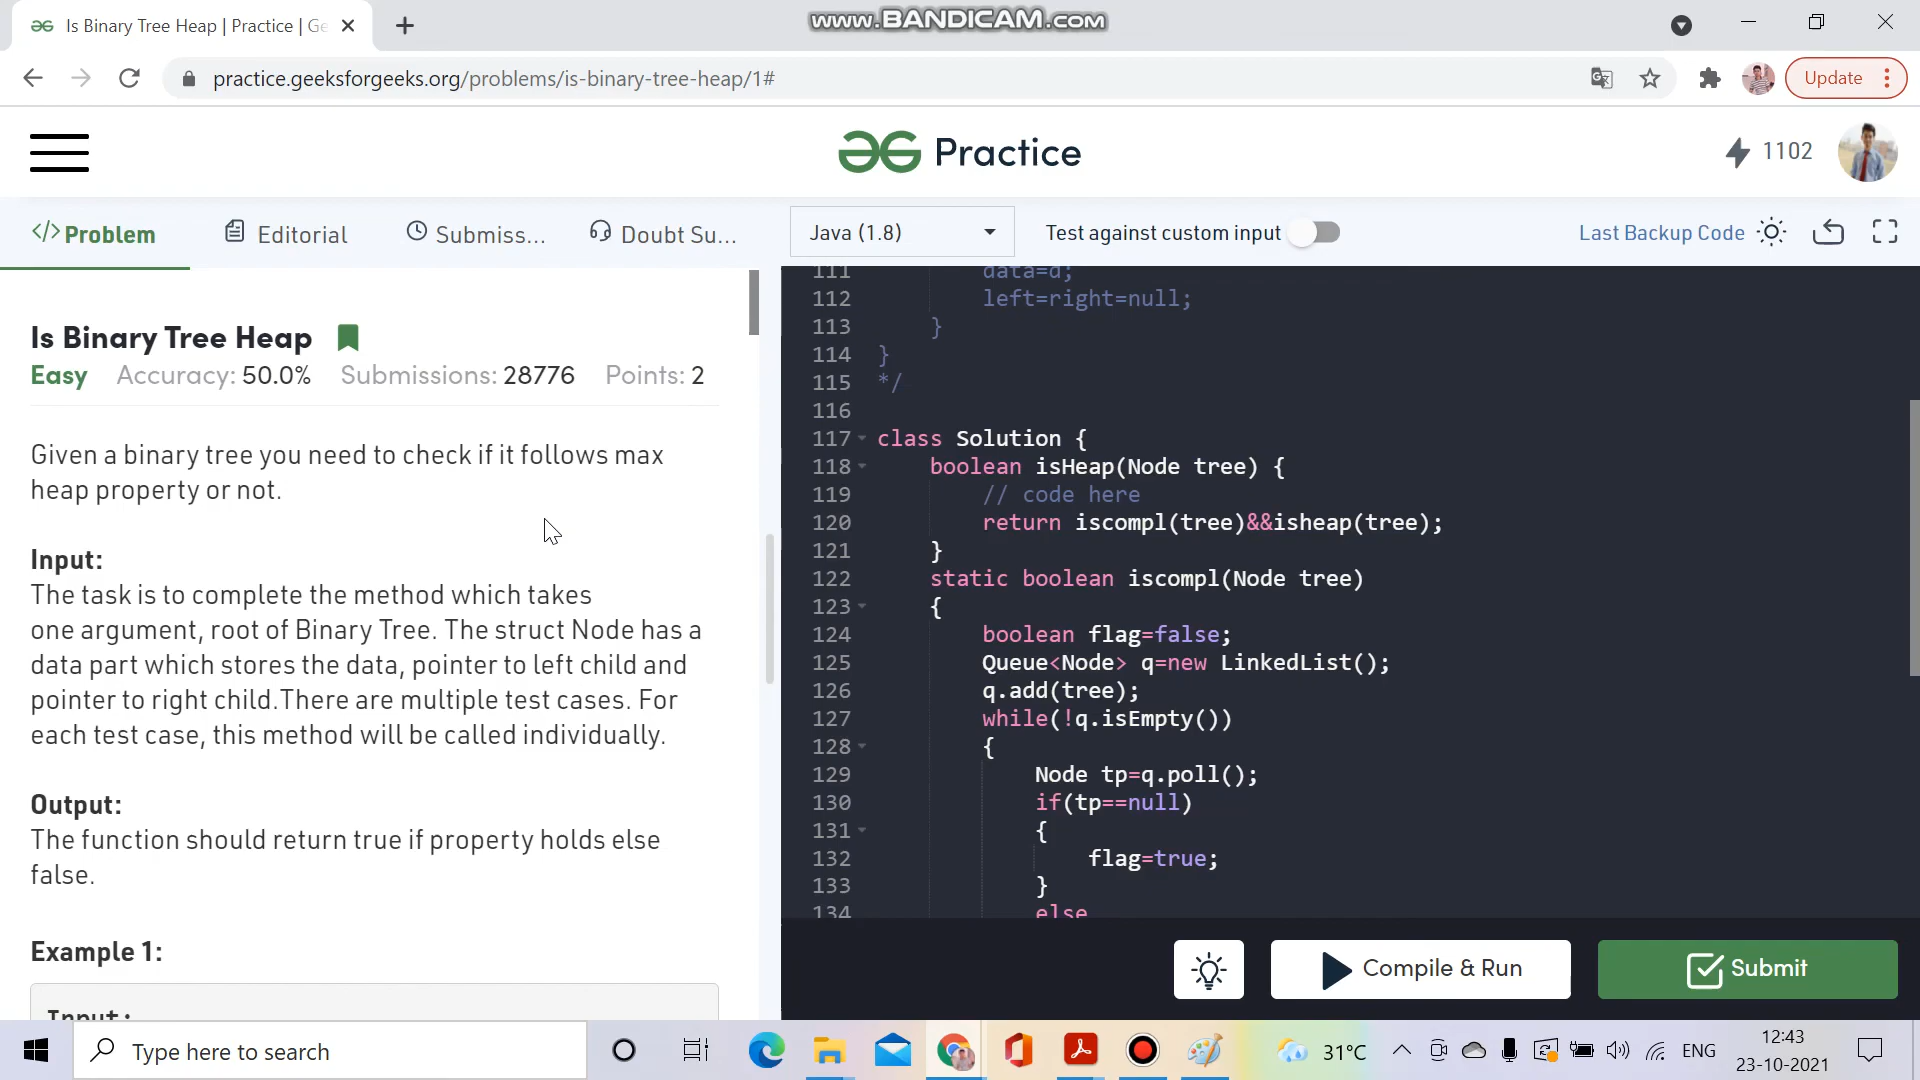 Is Binary Tree Heap | Practice | Ge
www.BANDICAM.com
practice.geeksforgeeks.org/problems/is-binary-tree-heap/1#
Update
Practice
1102
</> Problem
Editorial
Submiss...
Doubt Su...
Java (1.8)
Test against custom input
Last Backup Code
Is Binary Tree Heap
Easy Accuracy: 50.0% Submissions: 28776 Points: 2
Given a binary tree you need to check if it follows max
heap property or not.
Input:
The task is to complete the method which takes
one argument, root of Binary Tree. The struct Node has a
data part which stores the data, pointer to left child and
pointer to right child.There are multiple test cases. For
each test case, this method will be called individually.
Output:
The function should return true if property holds else
false.
Example 1:
Input:
111 data=d;
112 left=right=null;
113 }
114 }
115 */
116
117 class Solution {
118 boolean isHeap(Node tree) {
119 // code here
120 return iscompl(tree)&&isheap(tree);
121 }
122 static boolean iscompl(Node tree)
123 {
124 boolean flag=false;
125 Queue<Node> q=new LinkedList();
126 q.add(tree);
127 while(!q.isEmpty())
128 {
129 Node tp=q.poll();
130 if(tp==null)
131 {
132 flag=true;
133 }
134 else
Compile & Run
Submit
Type here to search
31°C
ENG
12:43
23-10-2021